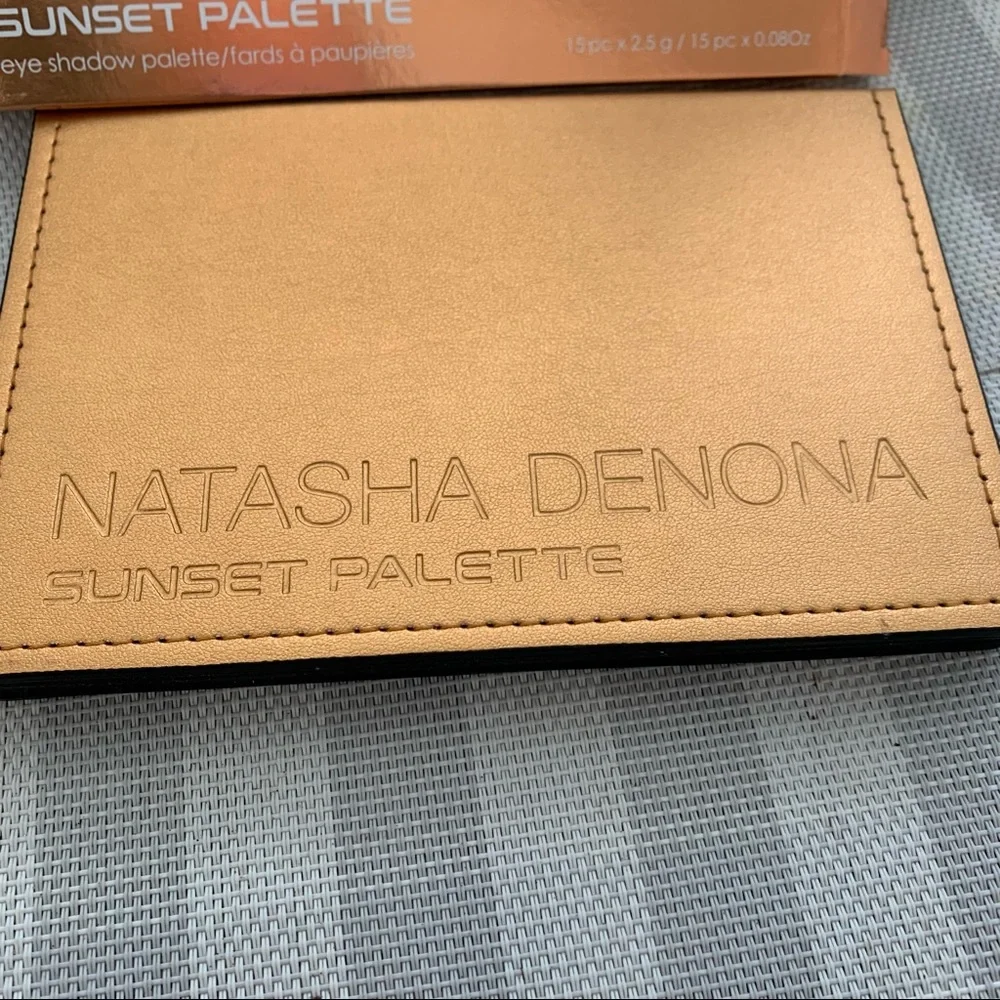 SUNSET PALETTE
eye shadow palette/fards à paupières
15 pc x 2.5 g / 15 pc x 0.08Oz
NATASHA DENONA
SUNSET PALETTE